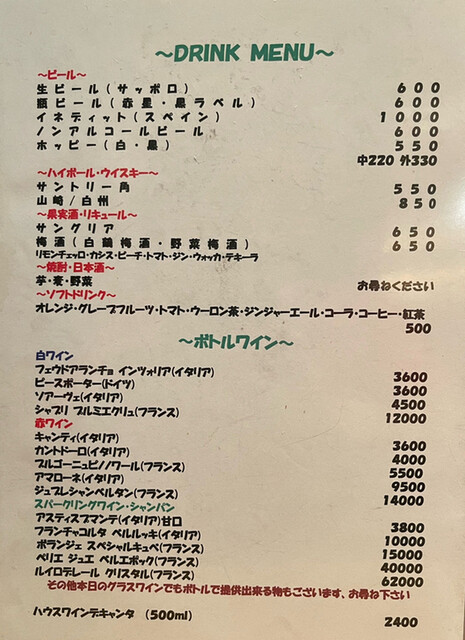 ～DRINK MENU～
～ビール～
生ビール(サッポロ) 600
瓶ビール(赤星・黒ラベル) 600
イネディット(スペイン) 1000
ノンアルコールビール 600
ホッピー(白・黒) 550
中220 外330
～ハイボール・ウイスキー～
サントリー角 550
山崎/白州 850
～果実酒・リキュール～
サングリア 650
梅酒(白鶴梅酒・野菜梅酒) 650
リモンチェッロ・カシス・ピーチ・トマト・ジン・ウォッカ・テキーラ
～焼酎・日本酒～
芋・麦・野菜 お尋ねください
～ソフトドリンク～
オレンジ・グレープフルーツ・トマト・ウーロン茶・ジンジャーエール・コーラ・コーヒー・紅茶
500
～ボトルワイン～
白ワイン
フェウドアランチョ インツォリア(イタリア) 3600
ピースポーター(ドイツ) 3600
ソアーヴェ(イタリア) 4500
シャブリ プルミエクリュ(フランス) 12000
赤ワイン
キャンティ(イタリア) 3600
カントドーロ(イタリア) 4000
ブルゴーニュピノノワール(フランス) 5500
アマローネ(イタリア) 9500
ジュブレシャンベルタン(フランス) 14000
スパークリングワイン・シャンパン
アスティスプマンテ(イタリア)甘口 3800
フランチャコルタ ベルルッキ(イタリア) 10000
ボランジェ スペシャルキュベ(フランス) 15000
ペリエ ジュエ ベルエポック(フランス) 40000
ルイロデレール クリスタル(フランス) 62000
その他本日のグラスワインでもボトルで提供出来る物もございます、お尋ね下さい
ハウスワインデキャンタ (500ml) 2400